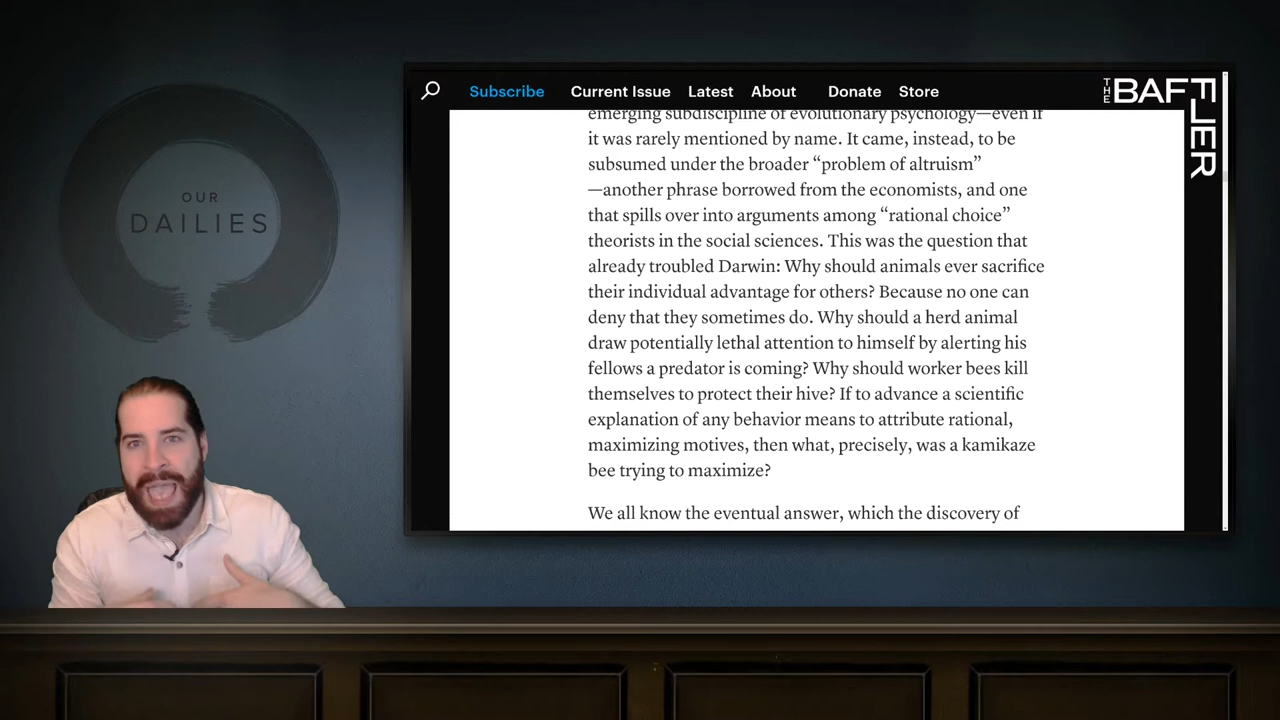 OUR
DAILIES
Subscribe Current Issue Latest About Donate Store
THE BAFFLER
emerging subdiscipline of evolutionary psychology—even if
it was rarely mentioned by name. It came, instead, to be
subsumed under the broader “problem of altruism”
—another phrase borrowed from the economists, and one
that spills over into arguments among “rational choice”
theorists in the social sciences. This was the question that
already troubled Darwin: Why should animals ever sacrifice
their individual advantage for others? Because no one can
deny that they sometimes do. Why should a herd animal
draw potentially lethal attention to himself by alerting his
fellows a predator is coming? Why should worker bees kill
themselves to protect their hive? If to advance a scientific
explanation of any behavior means to attribute rational,
maximizing motives, then what, precisely, was a kamikaze
bee trying to maximize?
We all know the eventual answer, which the discovery of